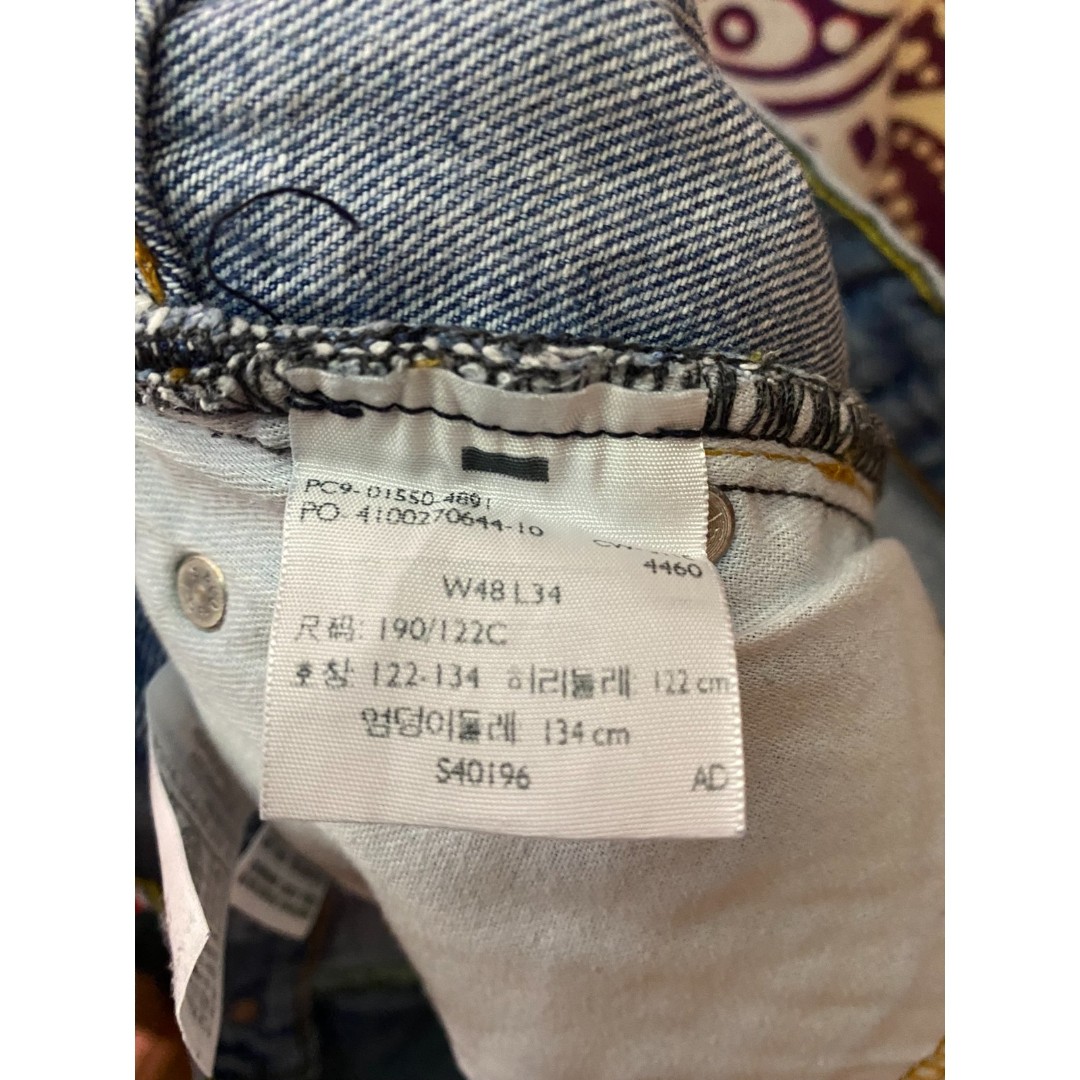 PC9-01550-4891
PO 4100270644-10
4460
W48 L34
尺码: 190/122C
호칭 122-134 허리둘레 122 cm
엉덩이둘레 134 cm
S40196 AD